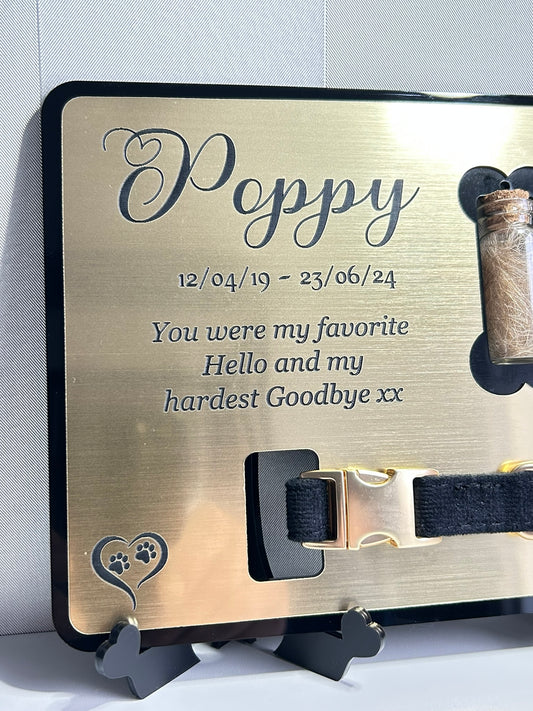 Poppy
12/04/19 - 23/06/24
You were my favorite
Hello and my
hardest Goodbye xx